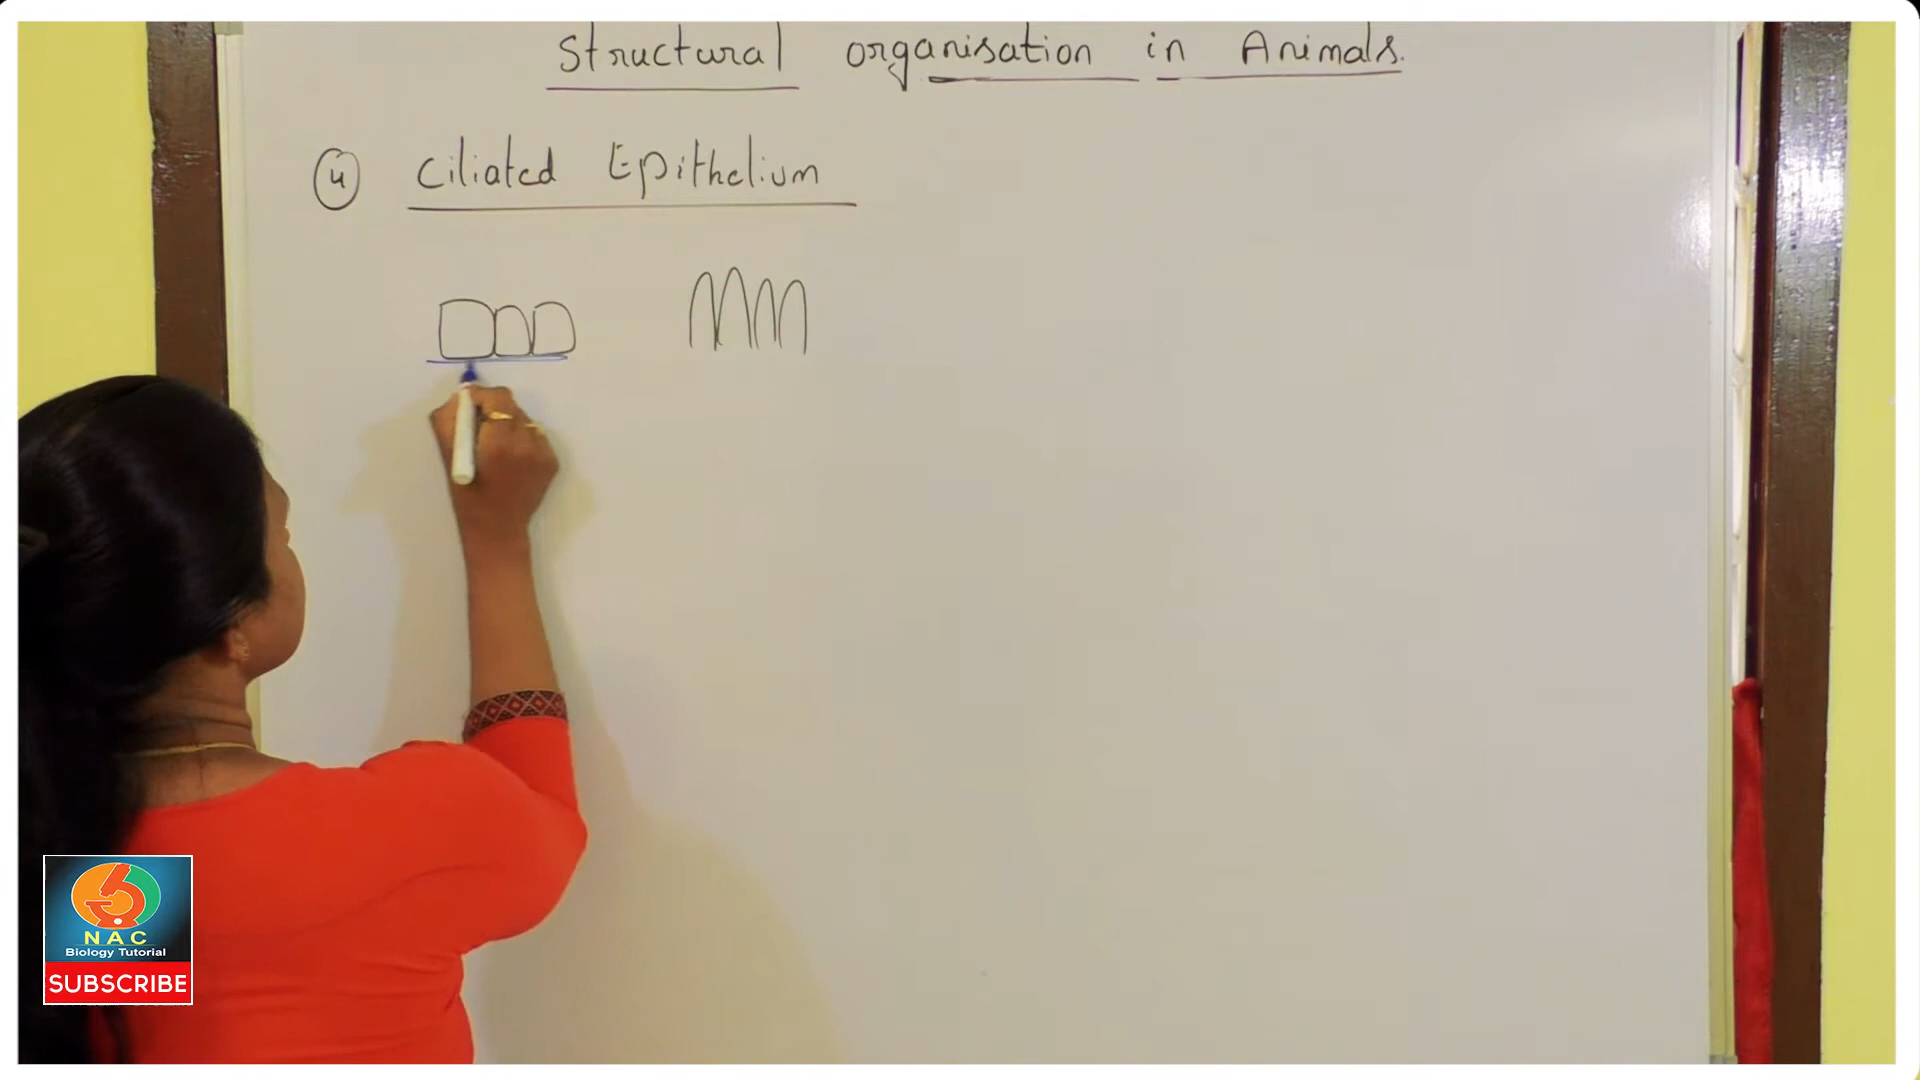 Structural organisation in Animals.
4 Ciliated Epithelium
NAC
Biology Tutorial
SUBSCRIBE